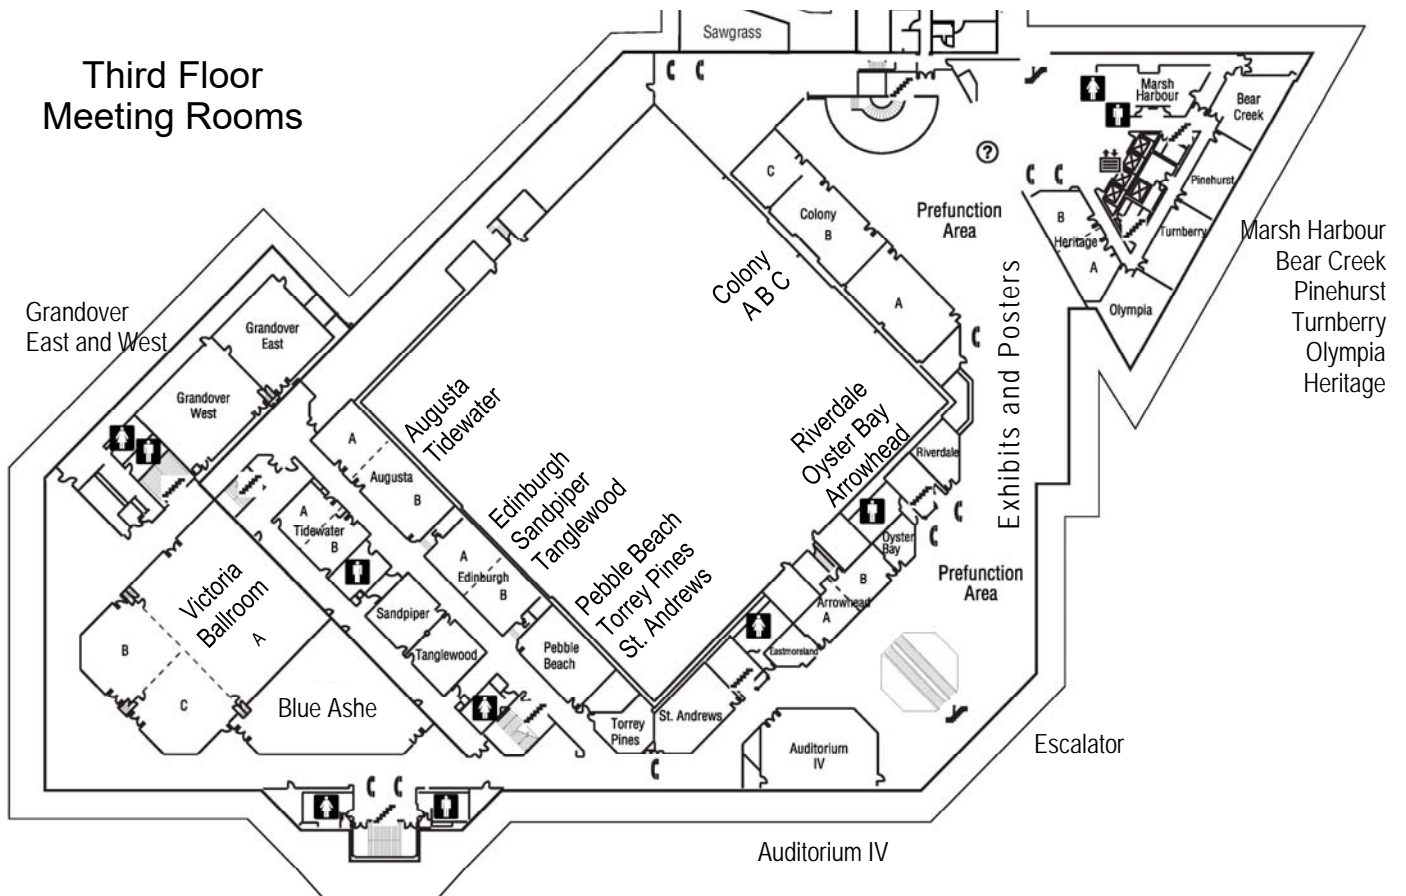 Third Floor
Meeting Rooms
Sawgrass
Marsh
Harbour
Bear
Creek
Pinehurst
Turnberry
B
Heritage
A
Olympia
?
Prefunction
Area
C
Colony
B
A
Colony
A B C
Marsh Harbour
Bear Creek
Pinehurst
Turnberry
Olympia
Heritage
Exhibits and Posters
Grandover
East and West
Grandover
East
Grandover
West
Augusta
Tidewater
A
Augusta
B
Edinburgh
Sandpiper
Tanglewood
Riverdale
Oyster Bay
Arrowhead
Riverdale
Oyster
Bay
B
Arrowhead
A
Eastmoreland
Prefunction
Area
A
Tidewater
B
A
Edinburgh
B
Pebble Beach
Torrey Pines
St. Andrews
Sandpiper
Tanglewood
Pebble
Beach
Torrey
Pines
St. Andrews
Victoria
Ballroom
A
B
C
Blue Ashe
Auditorium
IV
Escalator
Auditorium IV